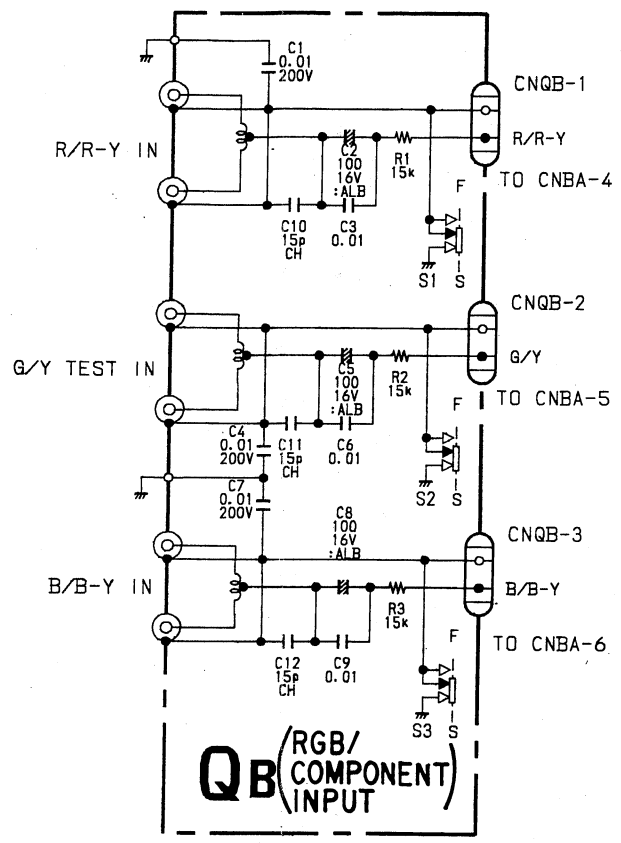 C1
0.01
200V
CNQB-1
R/R-Y IN
C2
100
16V
:ALB
R1
15k
R/R-Y
TO CNBA-4
F
C10
15p
CH
C3
0.01
S1
S
CNQB-2
G/Y TEST IN
C5
100
16V
:ALB
R2
15k
G/Y
TO CNBA-5
F
C4
0.01
200V
C11
15p
CH
C6
0.01
C7
0.01
200V
S2
S
C8
100
16V
:ALB
CNQB-3
B/B-Y IN
R3
15k
B/B-Y
TO CNBA-6
F
C12
15p
CH
C9
0.01
S3
S
QB (RGB/
COMPONENT
INPUT)